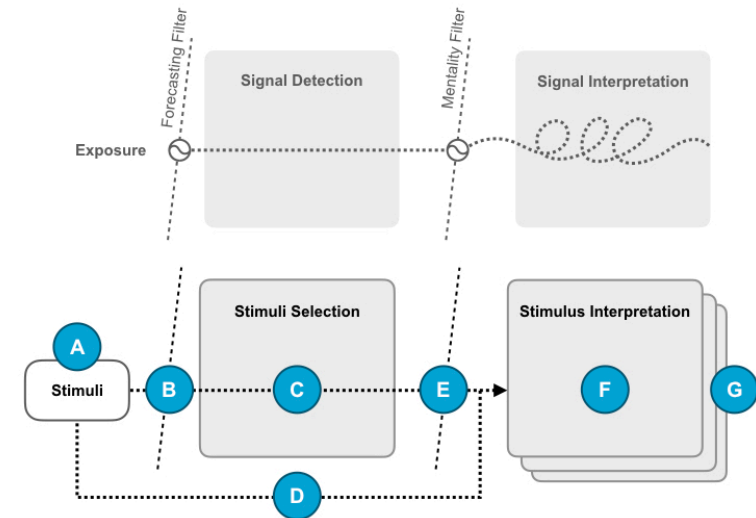 Forecasting Filter
Mentality Filter
Signal Detection
Signal Interpretation
Exposure
Stimuli Selection
Stimulus Interpretation
A
Stimuli
B
C
E
F
G
D